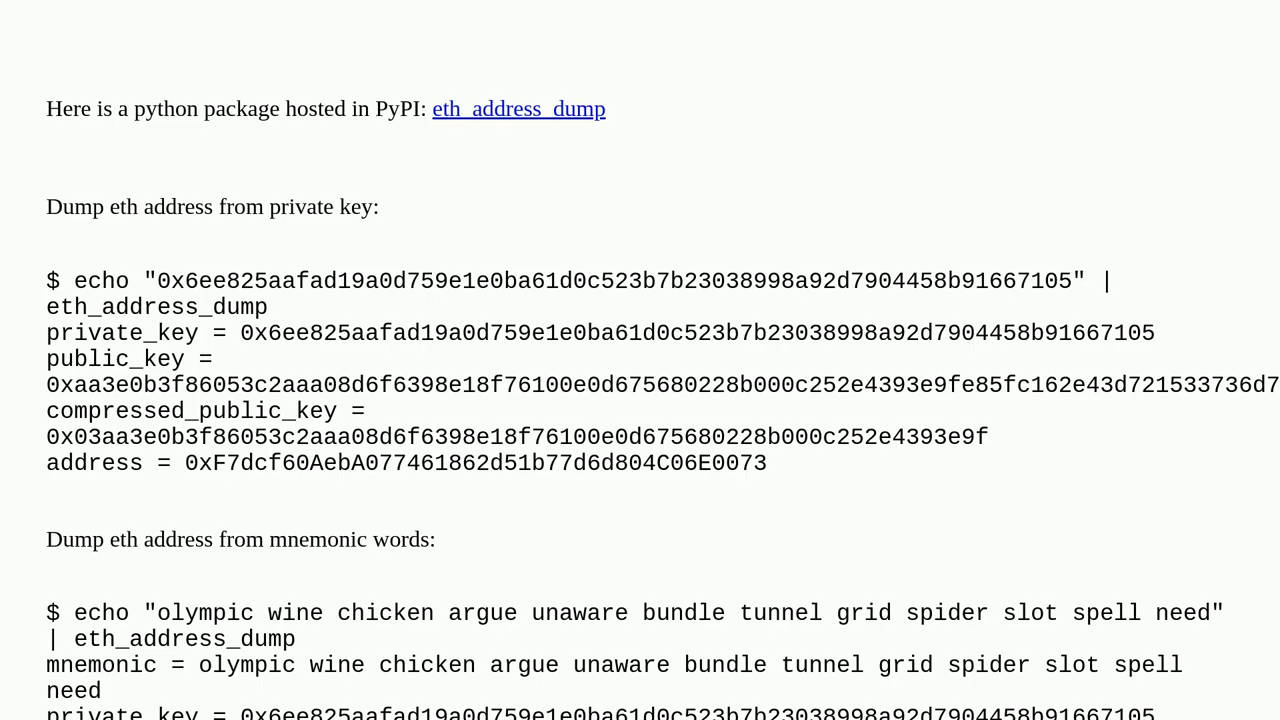 Here is a python package hosted in PyPI: eth_address_dump
Dump eth address from private key:
$ echo "0x6ee825aafad19a0d759e1e0ba61d0c523b7b23038998a92d7904458b91667105" |
eth_address_dump
private_key = 0x6ee825aafad19a0d759e1e0ba61d0c523b7b23038998a92d7904458b91667105
public_key =
0xaa3e0b3f86053c2aaa08d6f6398e18f76100e0d675680228b000c252e4393e9fe85fc162e43d721533736d7
compressed_public_key =
0x03aa3e0b3f86053c2aaa08d6f6398e18f76100e0d675680228b000c252e4393e9f
address = 0xF7dcf60AebA077461862d51b77d6d804C06E0073
Dump eth address from mnemonic words:
$ echo "olympic wine chicken argue unaware bundle tunnel grid spider slot spell need"
| eth_address_dump
mnemonic = olympic wine chicken argue unaware bundle tunnel grid spider slot spell
need
private_key = 0x6ee825aafad19a0d759e1e0ba61d0c523b7b23038998a92d7904458b91667105